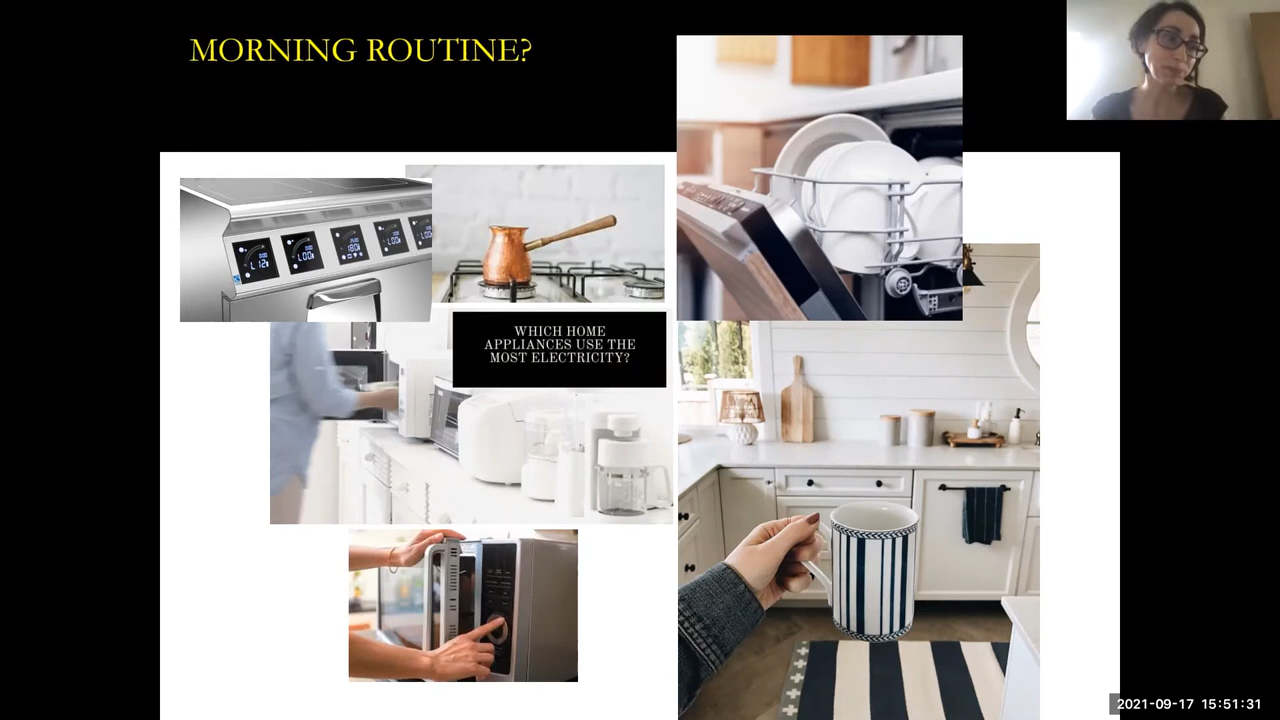 MORNING ROUTINE?
WHICH HOME
APPLIANCES USE THE
MOST ELECTRICITY?
2021-09-17 15:51:31